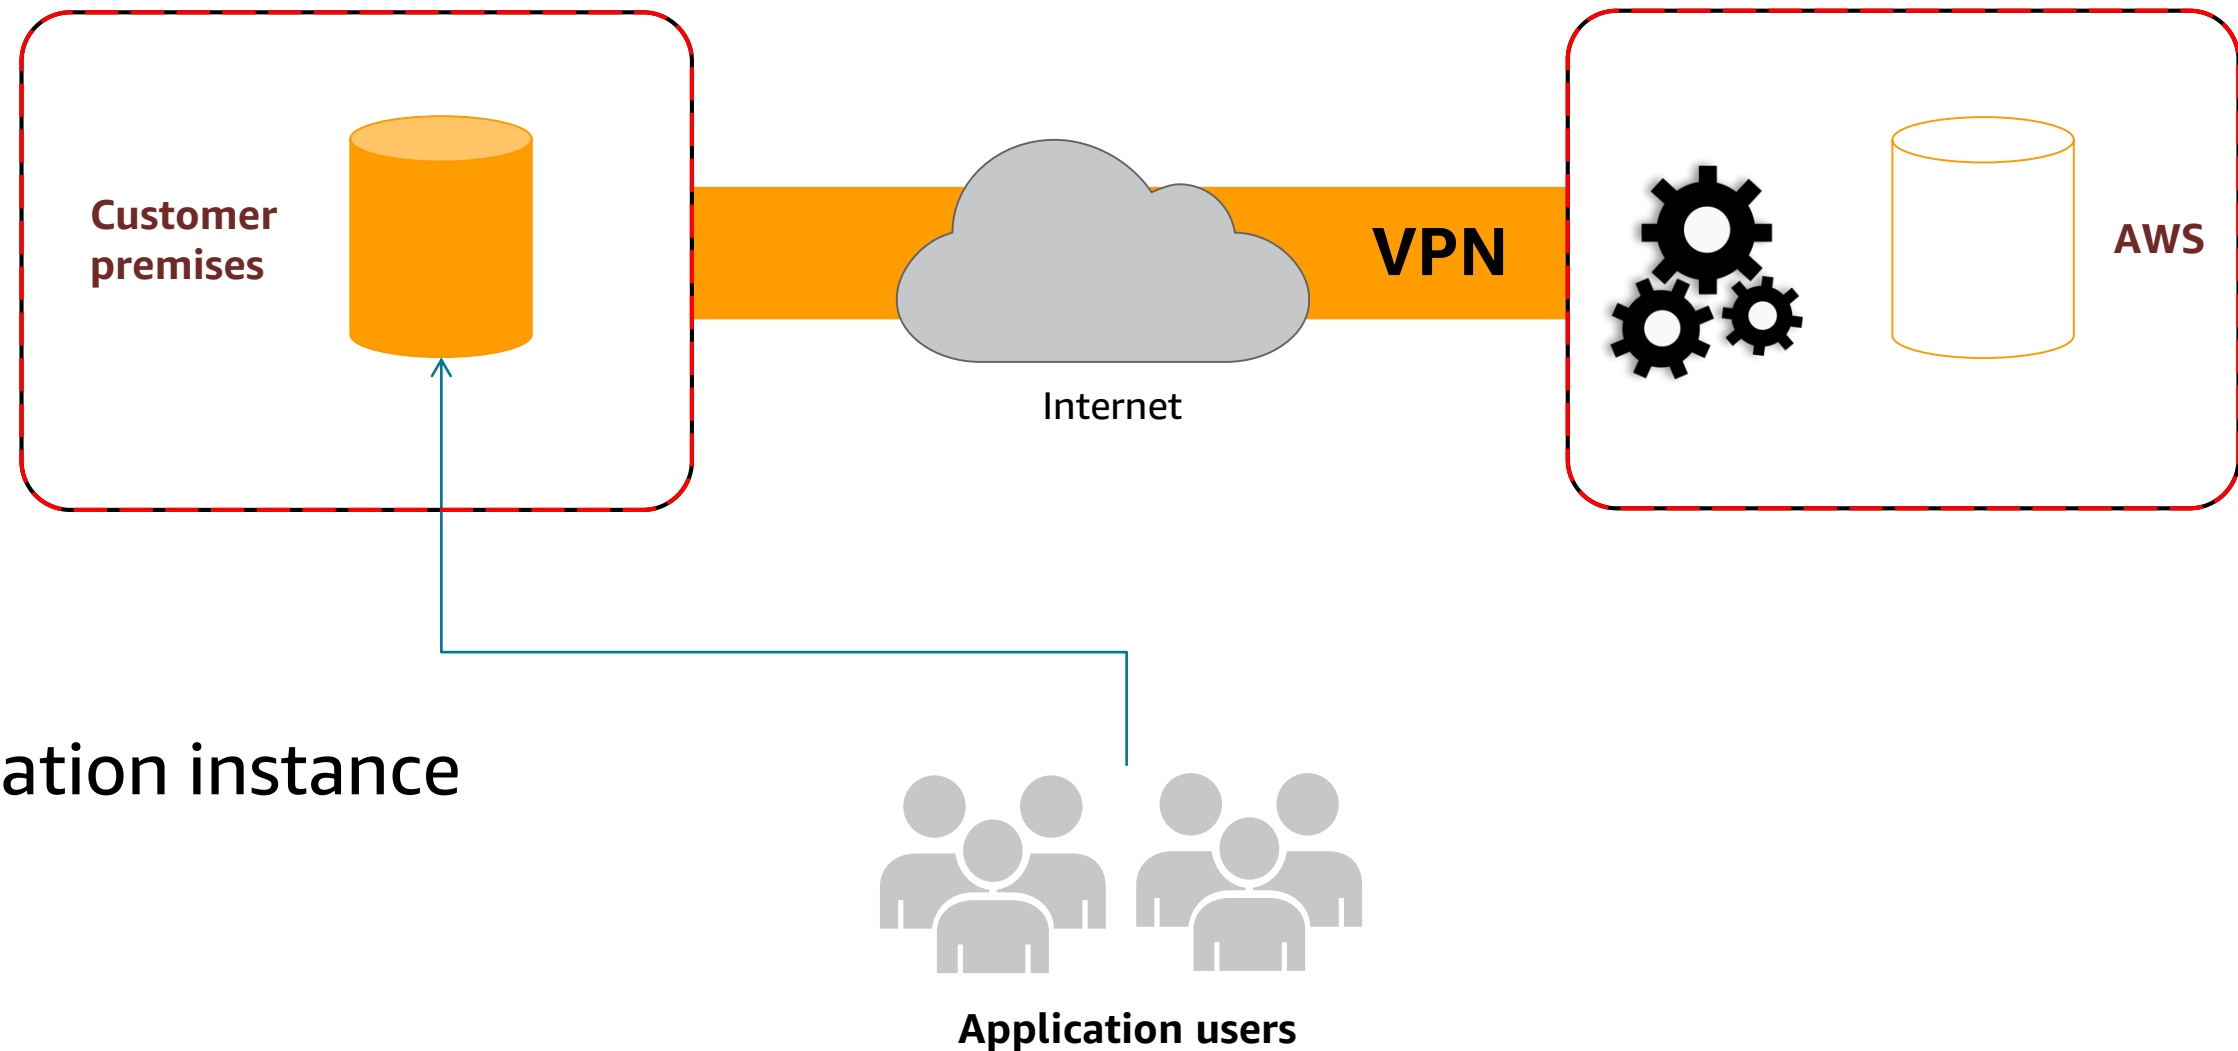 Customer
premises
VPN
AWS
Internet
ation instance
Application users